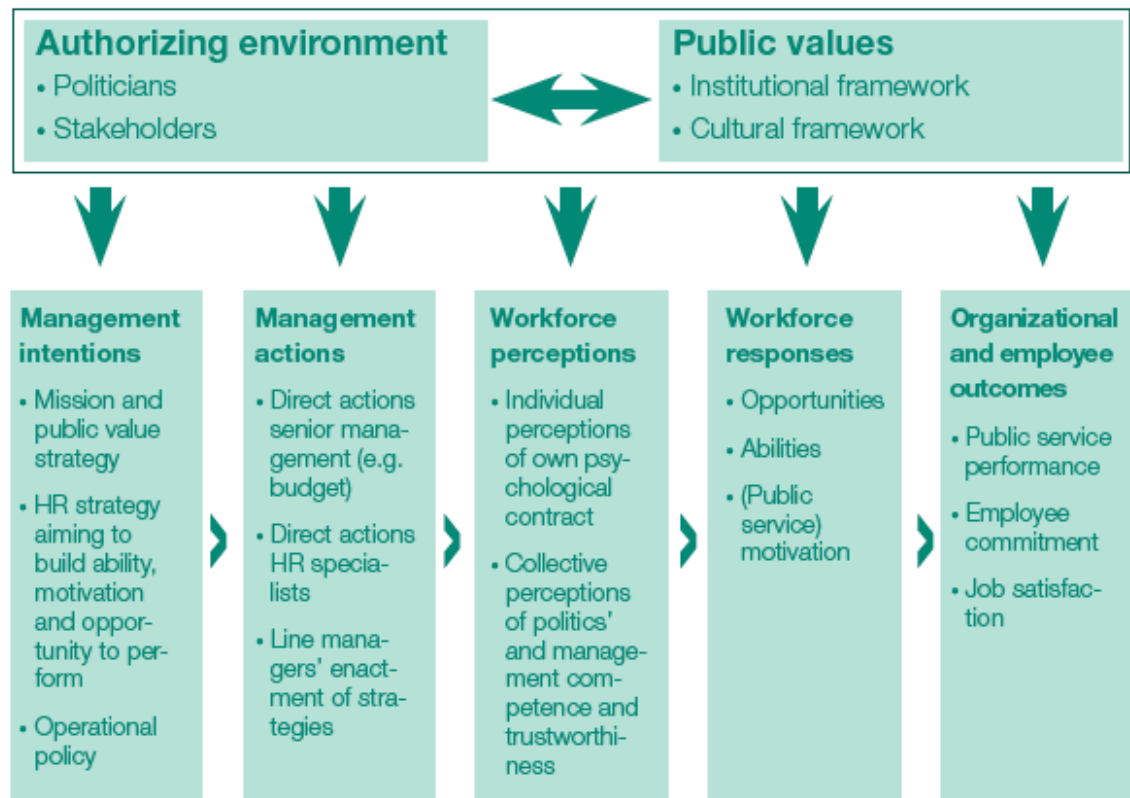 Authorizing environment
• Politicians
• Stakeholders
Public values
• Institutional framework
• Cultural framework
Management
intentions
• Mission and
public value
strategy
• HR strategy
aiming to
build ability,
motivation
and oppor-
tunity to per-
form
• Operational
policy
Management
actions
• Direct actions
senior mana-
gement (e.g.
budget)
• Direct actions
HR specia-
lists
• Line mana-
gers' enact-
ment of stra-
tegies
Workforce
perceptions
• Individual
perceptions
of own psy-
chological
contract
• Collective
perceptions
of politics'
and manage-
ment com-
petence and
trustworthi-
ness
Workforce
responses
• Opportunities
• Abilities
• (Public
service)
motivation
Organizational
and employee
outcomes
• Public service
performance
• Employee
commitment
• Job satisfac-
tion